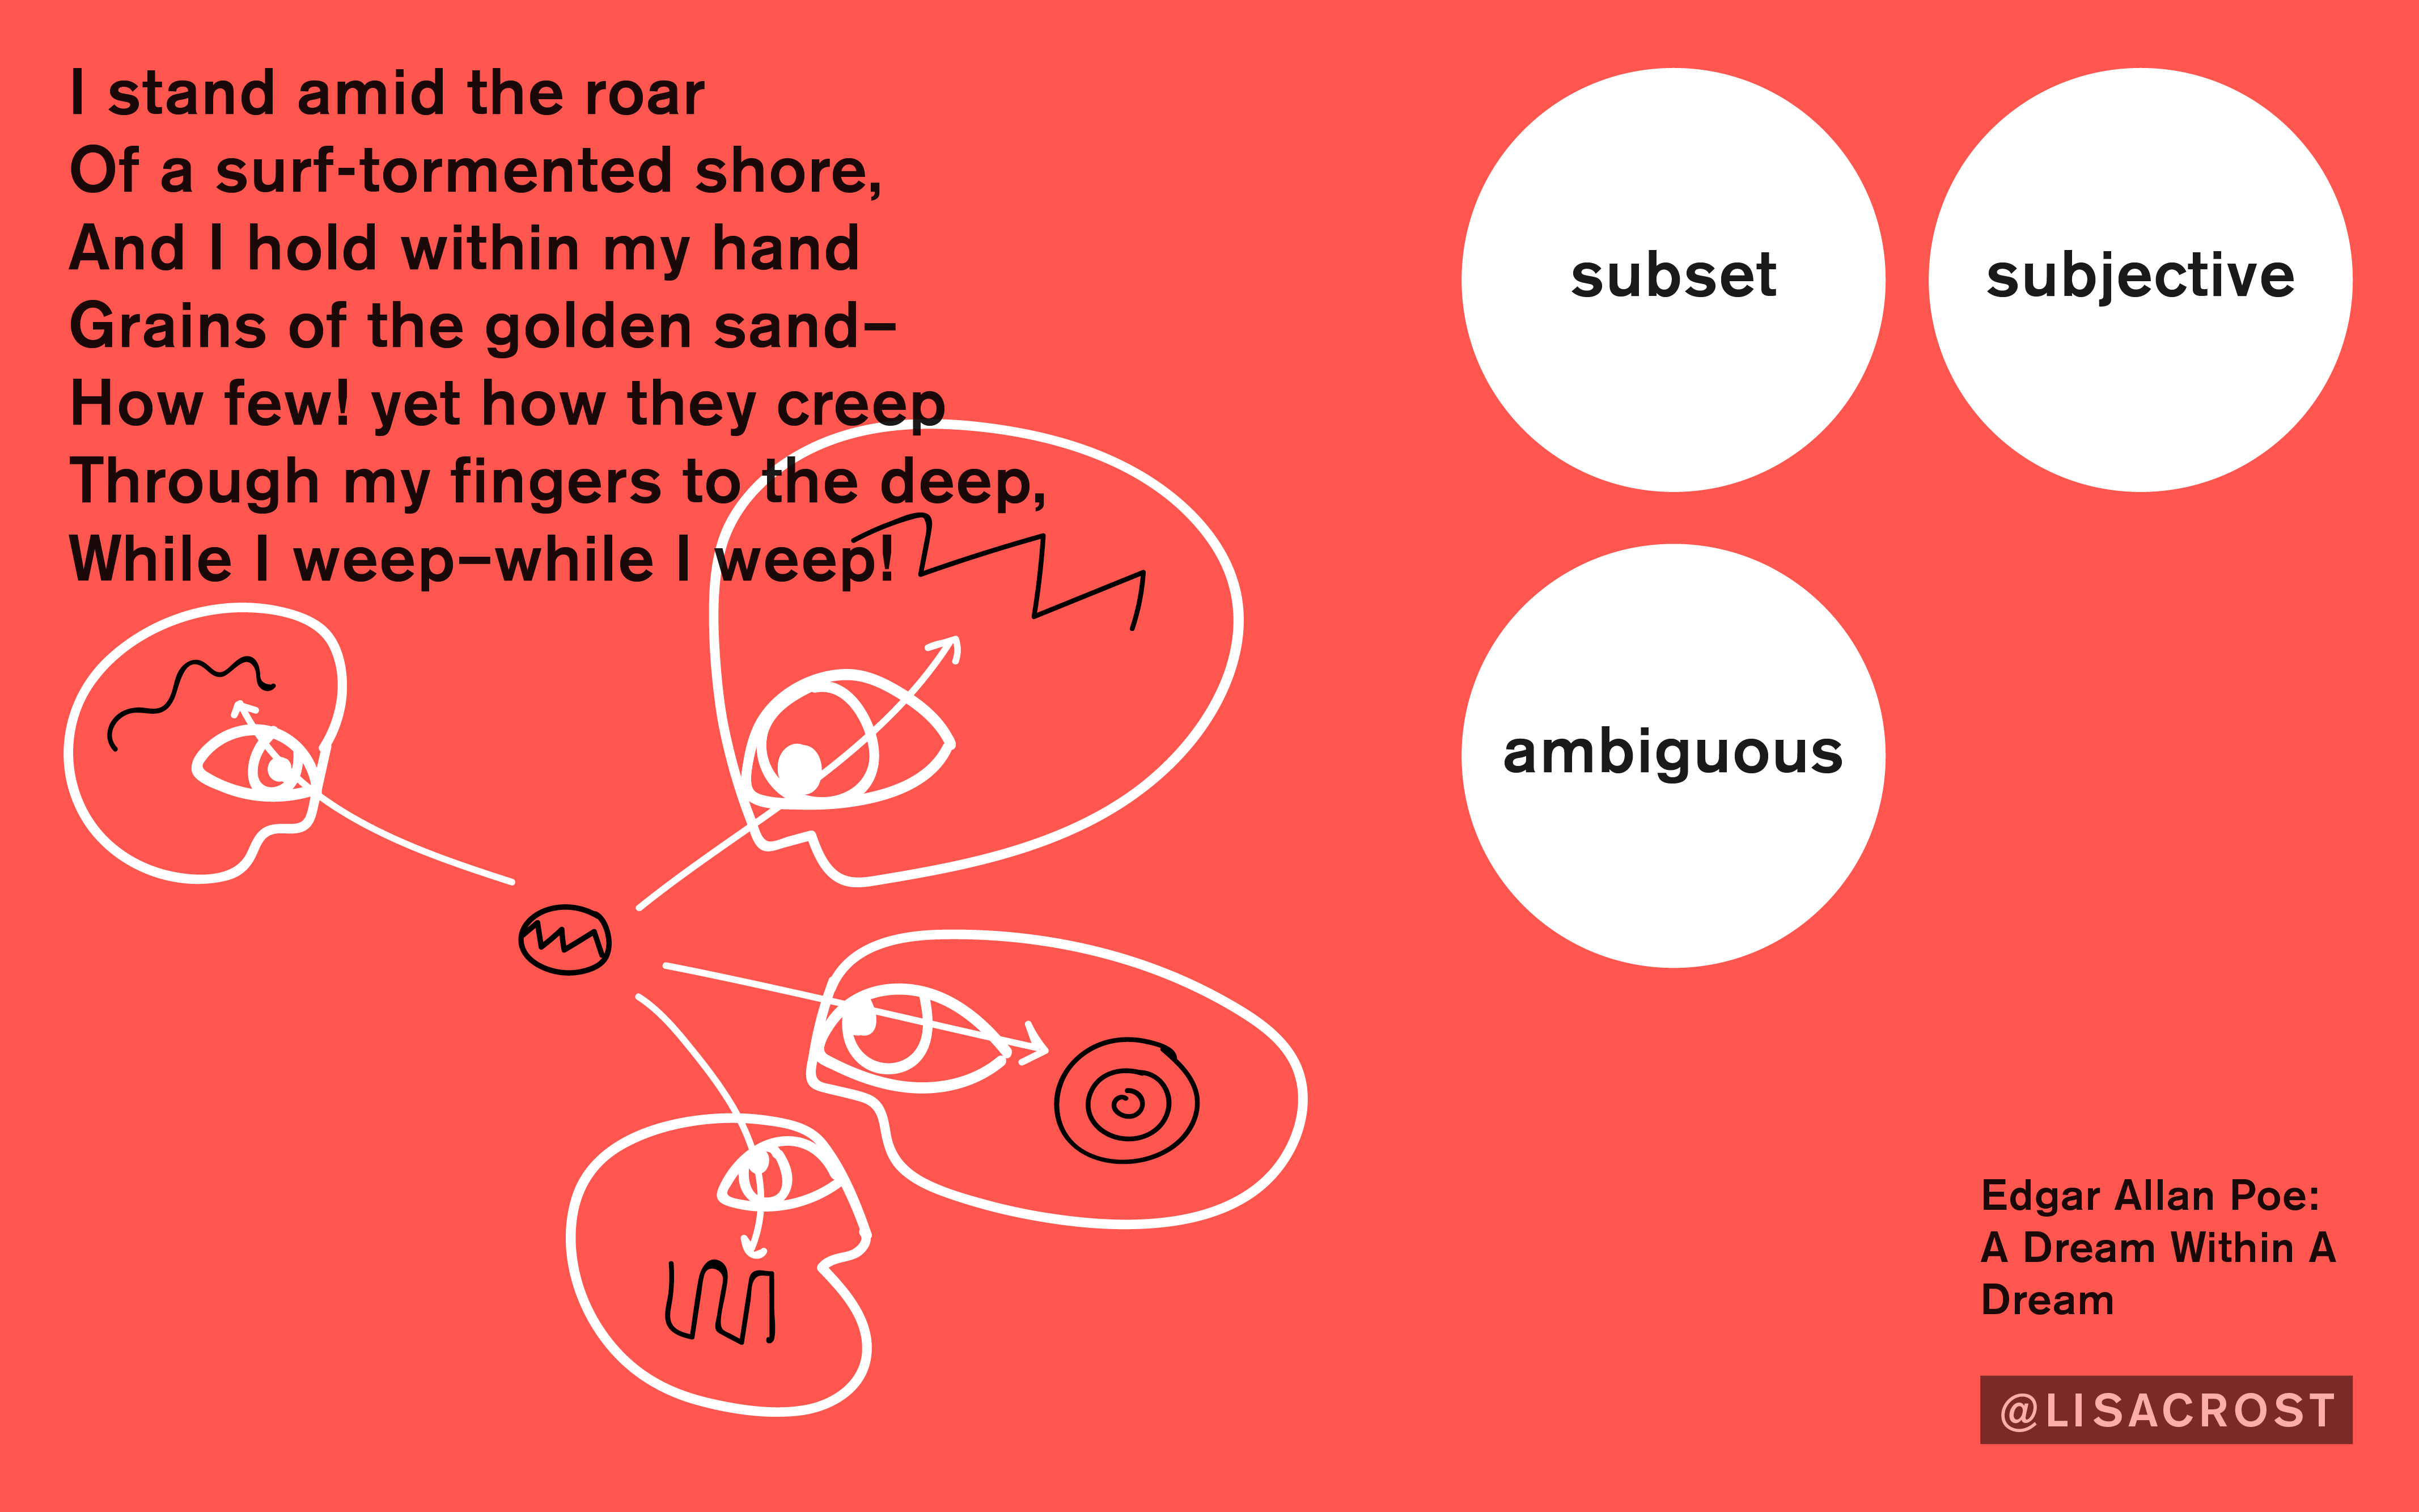 I stand amid the roar
Of a surf-tormented shore,
And I hold within my hand
Grains of the golden sand–
How few! yet how they creep
Through my fingers to the deep,
While I weep–while I weep!
subset
subjective
ambiguous
Edgar Allan Poe:
A Dream Within A
Dream
@LISACROST